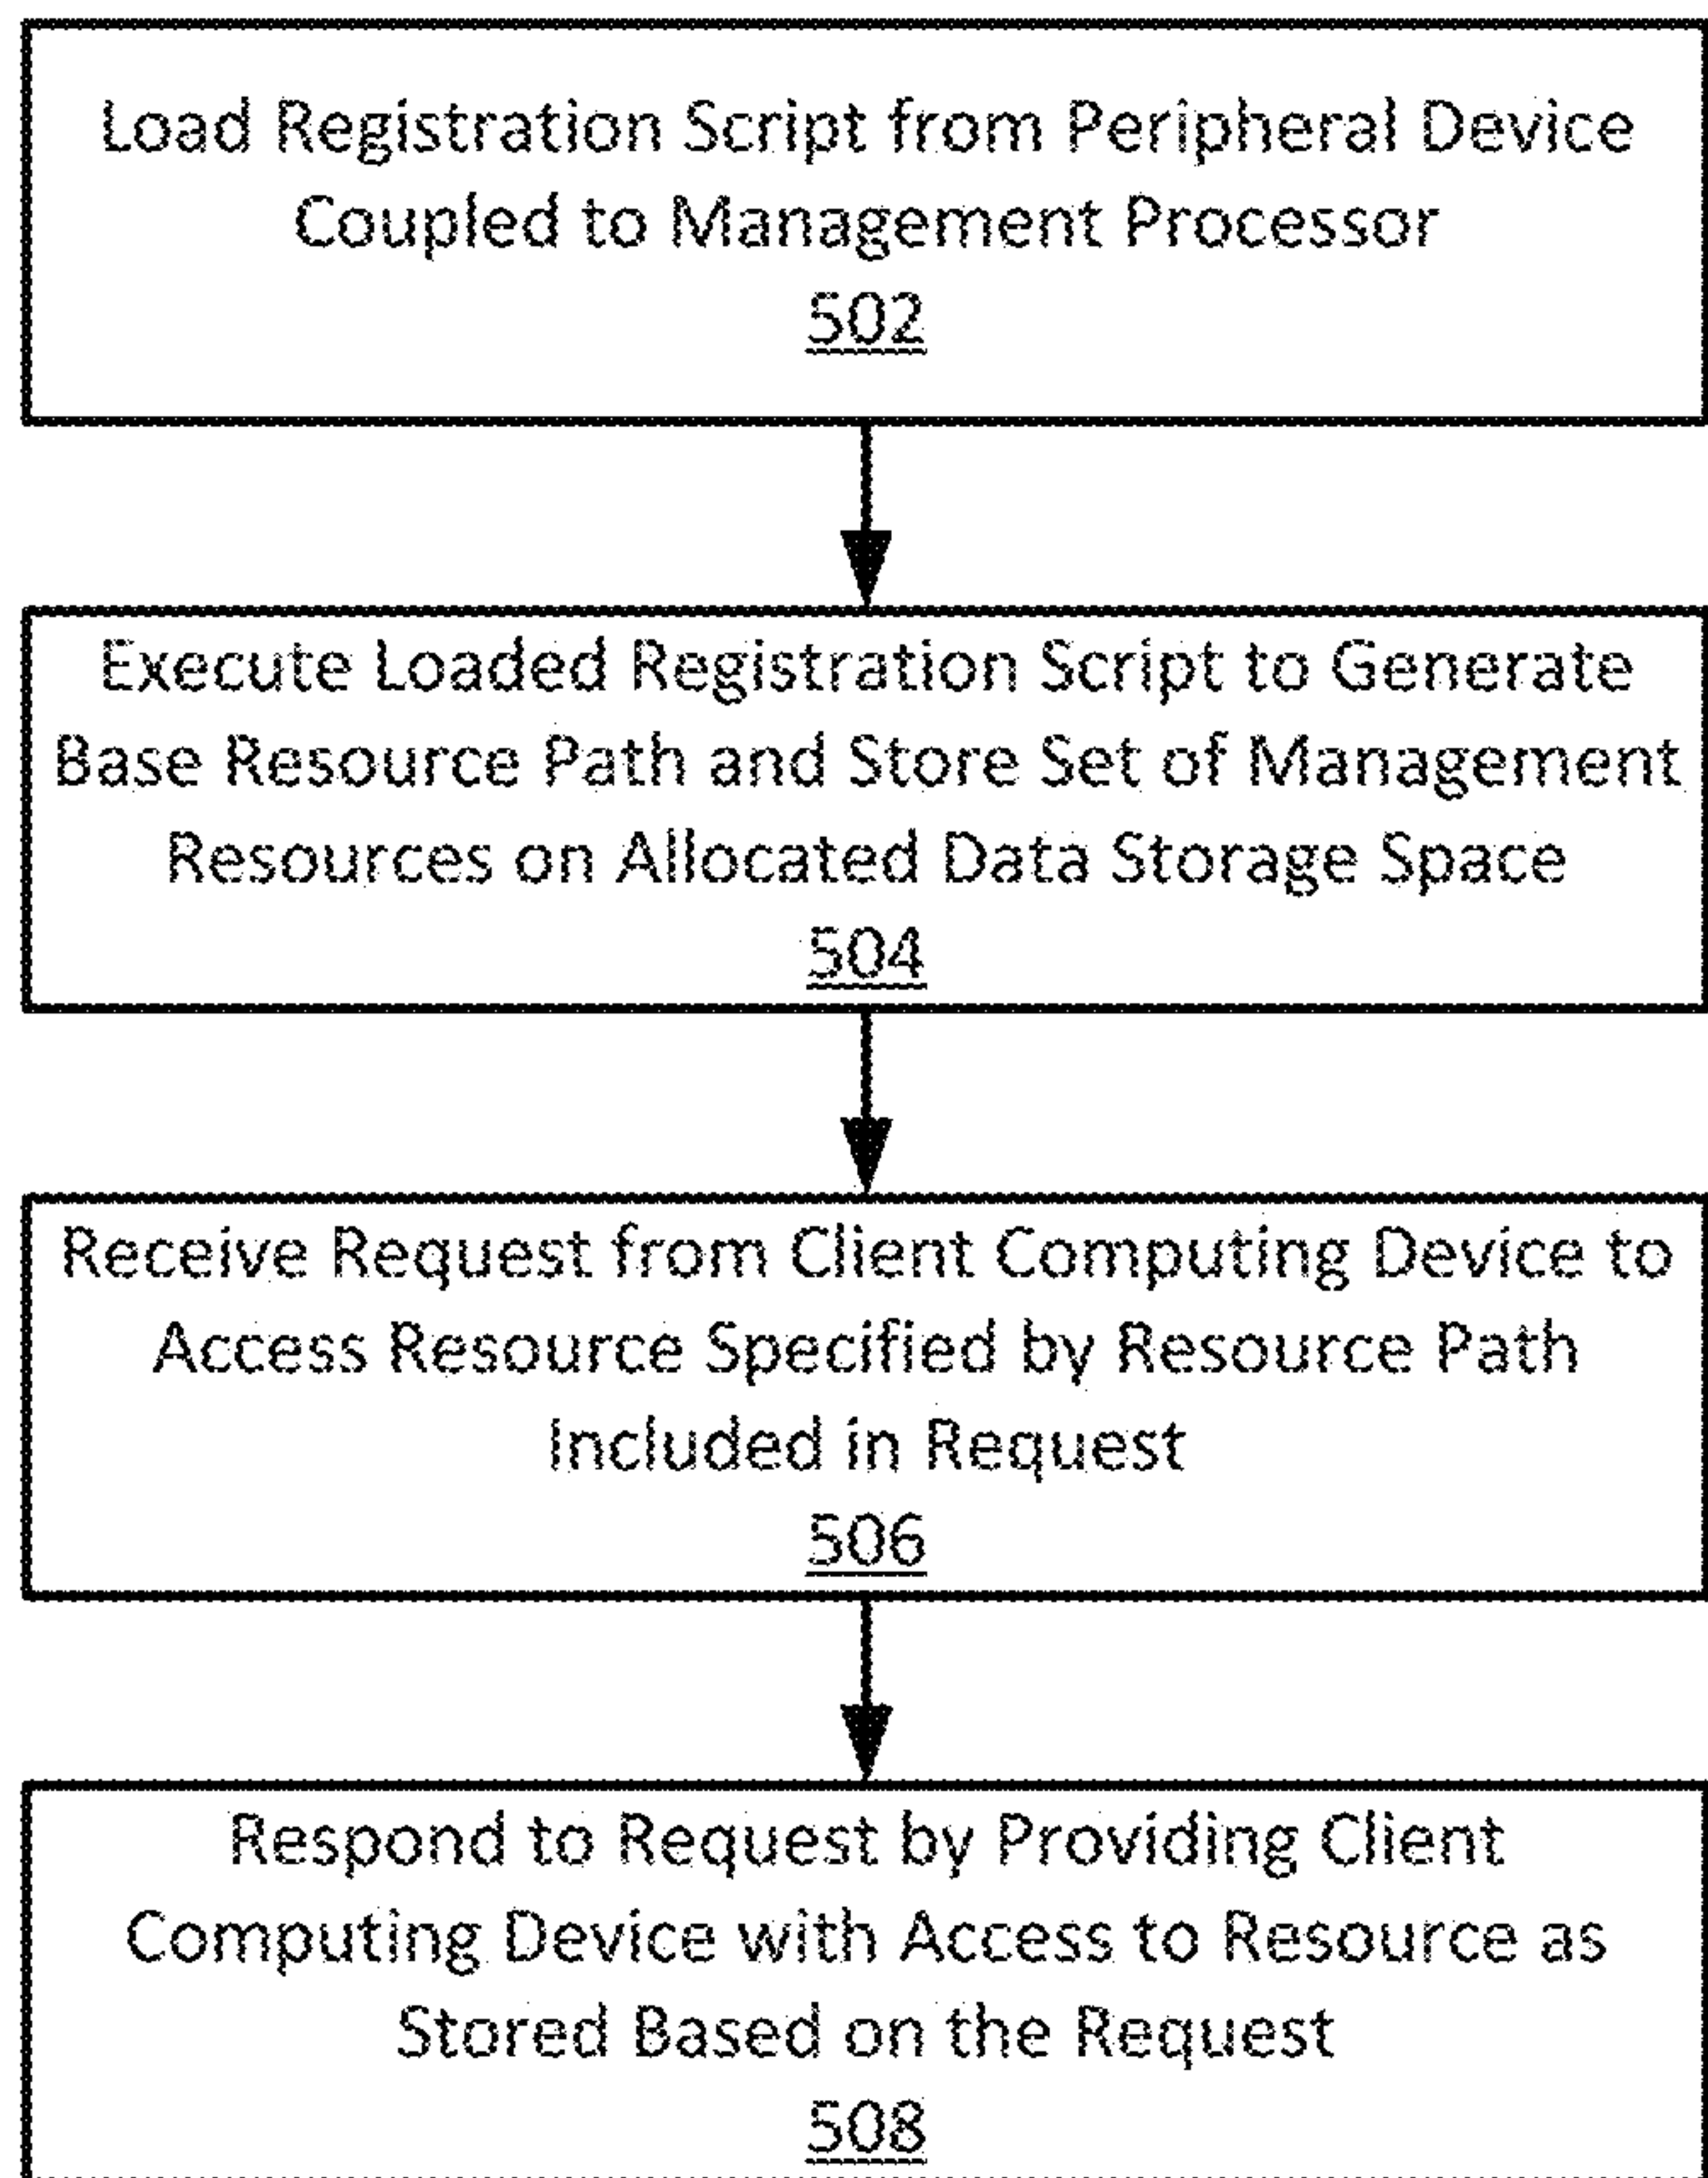 Load Registration Script from Peripheral Device
Coupled to Management Processor
502
Execute Loaded Registration Script to Generate
Base Resource Path and Store Set of Management
Resources on Allocated Data Storage Space
504
Receive Request from Client Computing Device to
Access Resource Specified by Resource Path
Included in Request
506
Respond to Request by Providing Client
Computing Device with Access to Resource as
Stored Based on the Request
508